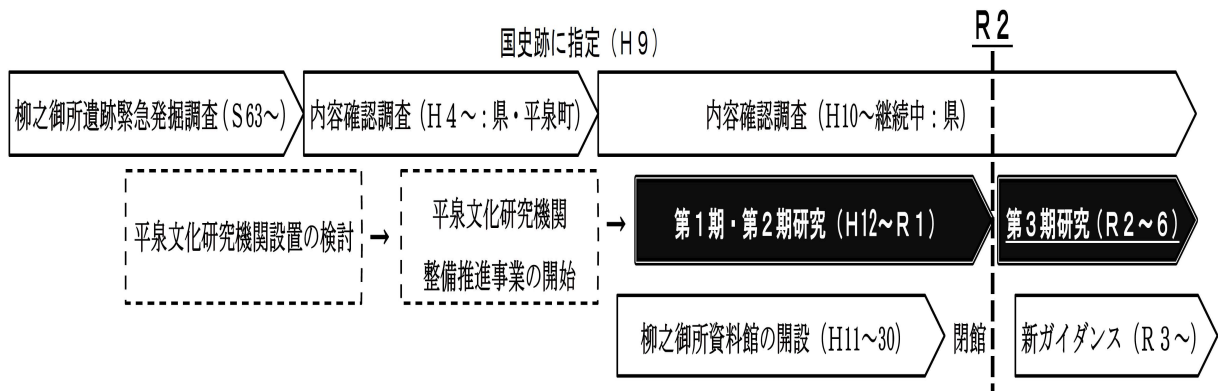 国史跡に指定（Ｈ９）
Ｒ２
柳之御所遺跡緊急発掘調査（Ｓ63～）
内容確認調査（Ｈ４～：県・平泉町）
内容確認調査（Ｈ10～継続中：県）
平泉文化研究機関設置の検討
→
平泉文化研究機関
整備推進事業の開始
→
第１期・第２期研究（Ｈ12～Ｒ１）
第３期研究（Ｒ２～６）
柳之御所資料館の開設（Ｈ11～30）
閉館
新ガイダンス（Ｒ３～）